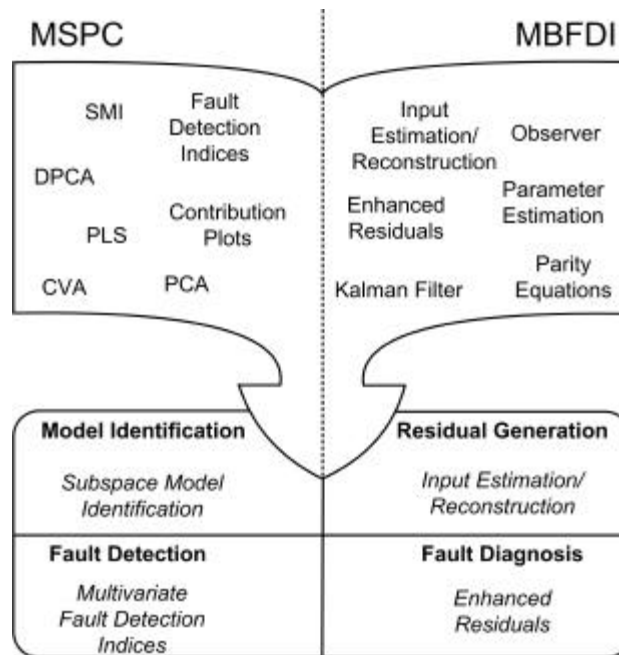 MSPC
MBFDI
SMI
Fault
Detection
Indices
DPCA
PLS
Contribution
Plots
CVA
PCA
Input
Estimation/
Reconstruction
Observer
Enhanced
Residuals
Parameter
Estimation
Kalman Filter
Parity
Equations
Model Identification
Subspace Model
Identification
Residual Generation
Input Estimation/
Reconstruction
Fault Detection
Multivariate
Fault Detection
Indices
Fault Diagnosis
Enhanced
Residuals